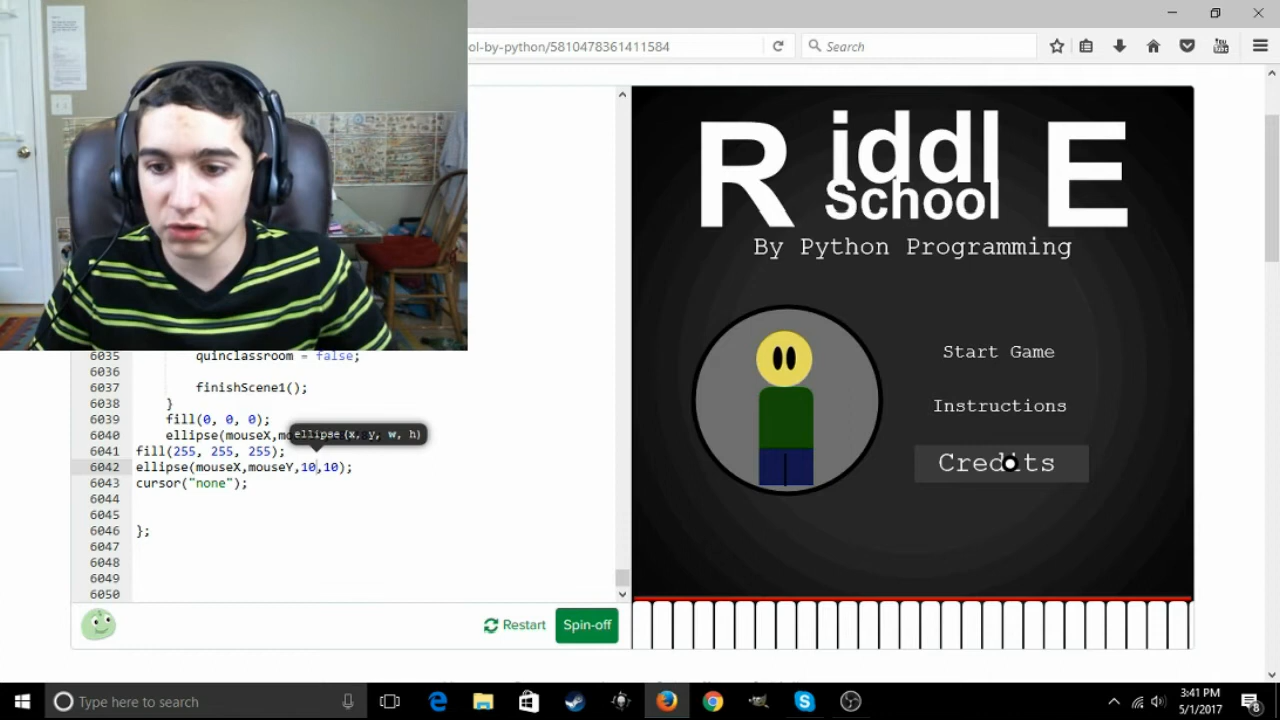 ol-by-python/5810478361411584
Search
R iddl E
School
By Python Programming
Start Game
Instructions
Credits
6035 quinclassroom = false;
6036
6037 finishScene1();
6038 }
6039 fill(0, 0, 0);
6040 ellipse(mouseX,m
ellipse(x, y, w, h)
6041 fill(255, 255, 255);
6042 ellipse(mouseX,mouseY,10,10);
6043 cursor("none");
6044
6045
6046 };
6047
6048
6049
6050
Restart
Spin-off
Type here to search
3:41 PM
5/1/2017
8